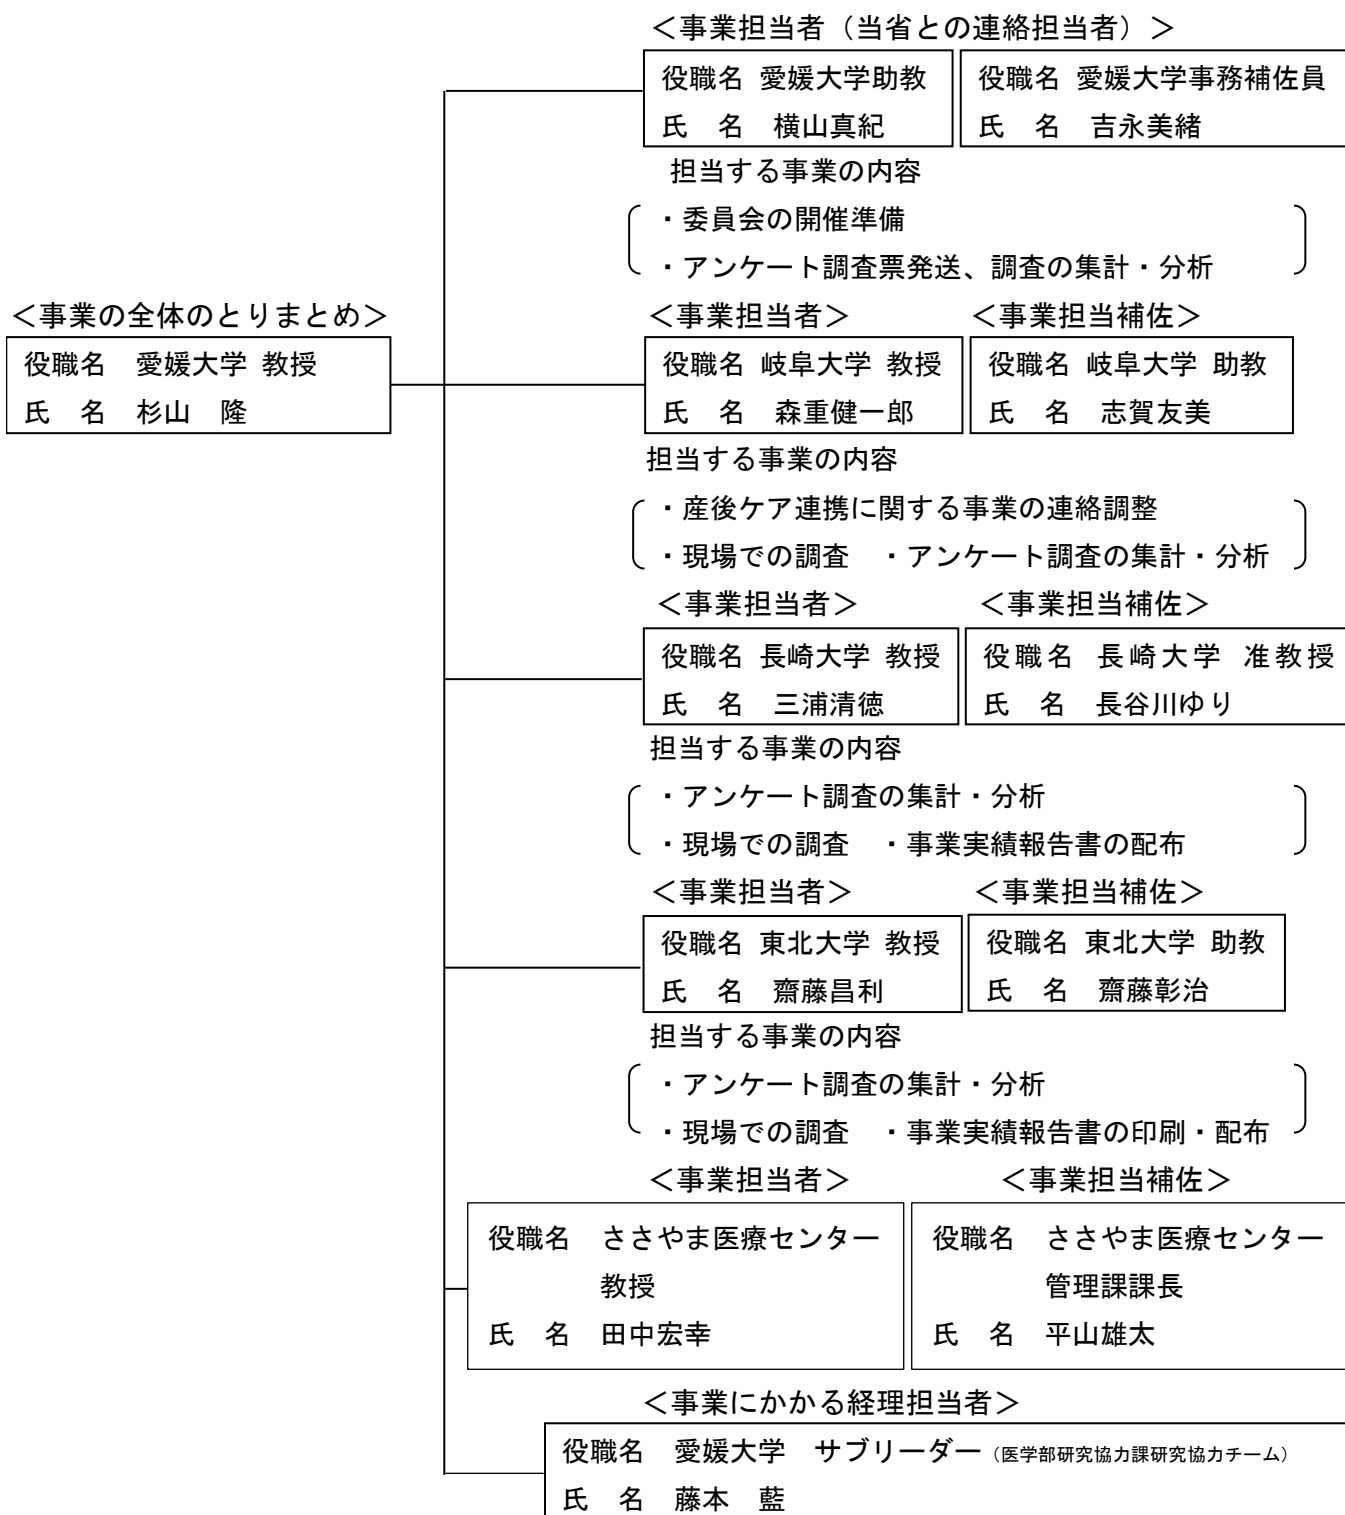 ＜事業担当者（当省との連絡担当者）＞
役職名 愛媛大学助教
氏　名　横山真紀
役職名 愛媛大学事務補佐員
氏　名　吉永美緒
担当する事業の内容
・委員会の開催準備
・アンケート調査票発送、調査の集計・分析
＜事業の全体のとりまとめ＞
役職名　愛媛大学 教授
氏　名　杉山　隆
＜事業担当者＞
役職名 岐阜大学 教授
氏　名　森重健一郎
＜事業担当補佐＞
役職名 岐阜大学 助教
氏　名　志賀友美
担当する事業の内容
・産後ケア連携に関する事業の連絡調整
・現場での調査　・アンケート調査の集計・分析
＜事業担当者＞
役職名 長崎大学 教授
氏　名　三浦清徳
＜事業担当補佐＞
役職名 長崎大学 准教授
氏　名　長谷川ゆり
担当する事業の内容
・アンケート調査の集計・分析
・現場での調査　・事業実績報告書の配布
＜事業担当者＞
役職名 東北大学 教授
氏　名　齋藤昌利
＜事業担当補佐＞
役職名 東北大学 助教
氏　名　齋藤彰治
担当する事業の内容
・アンケート調査の集計・分析
・現場での調査　・事業実績報告書の印刷・配布
＜事業担当者＞
役職名　ささやま医療センター
教授
氏　名　田中宏幸
＜事業担当補佐＞
役職名　ささやま医療センター
管理課課長
氏　名　平山雄太
＜事業にかかる経理担当者＞
役職名　愛媛大学　サブリーダー（医学部研究協力課研究協力チーム）
氏　名　藤本　藍